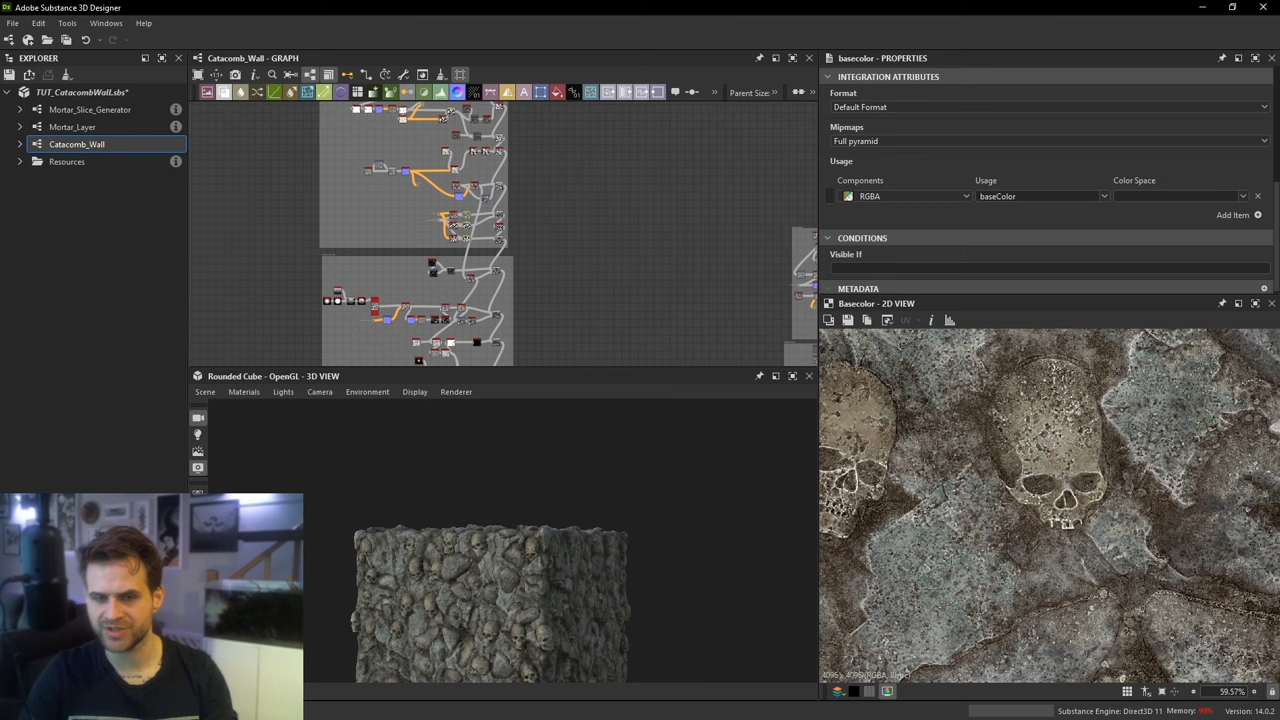 Ds Adobe Substance 3D Designer
File Edit Tools Windows Help
EXPLORER
TUT_CatacombWall.sbs*
Mortar_Slice_Generator
Mortar_Layer
Catacomb_Wall
Resources
Catacomb_Wall - GRAPH
Parent Size:
Rounded Cube - OpenGL - 3D VIEW
Scene Materials Lights Camera Environment Display Renderer
basecolor - PROPERTIES
INTEGRATION ATTRIBUTES
Format
Default Format
Mipmaps
Full pyramid
Usage
Components Usage Color Space
RGBA baseColor
Add Item
CONDITIONS
Visible If
METADATA
Basecolor - 2D VIEW
UV
59.57%
Substance Engine: Direct3D 11 Memory: 99% Version: 14.0.2